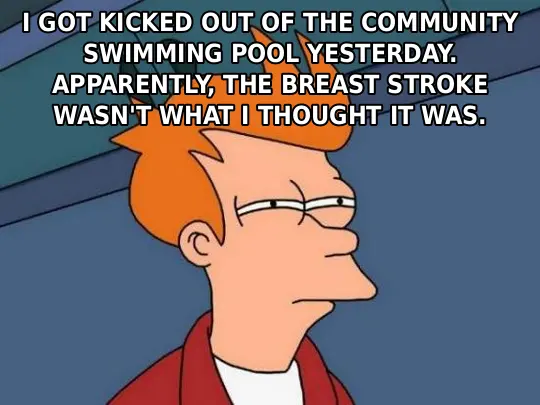 I GOT KICKED OUT OF THE COMMUNITY
SWIMMING POOL YESTERDAY.
APPARENTLY, THE BREAST STROKE
WASN'T WHAT I THOUGHT IT WAS.